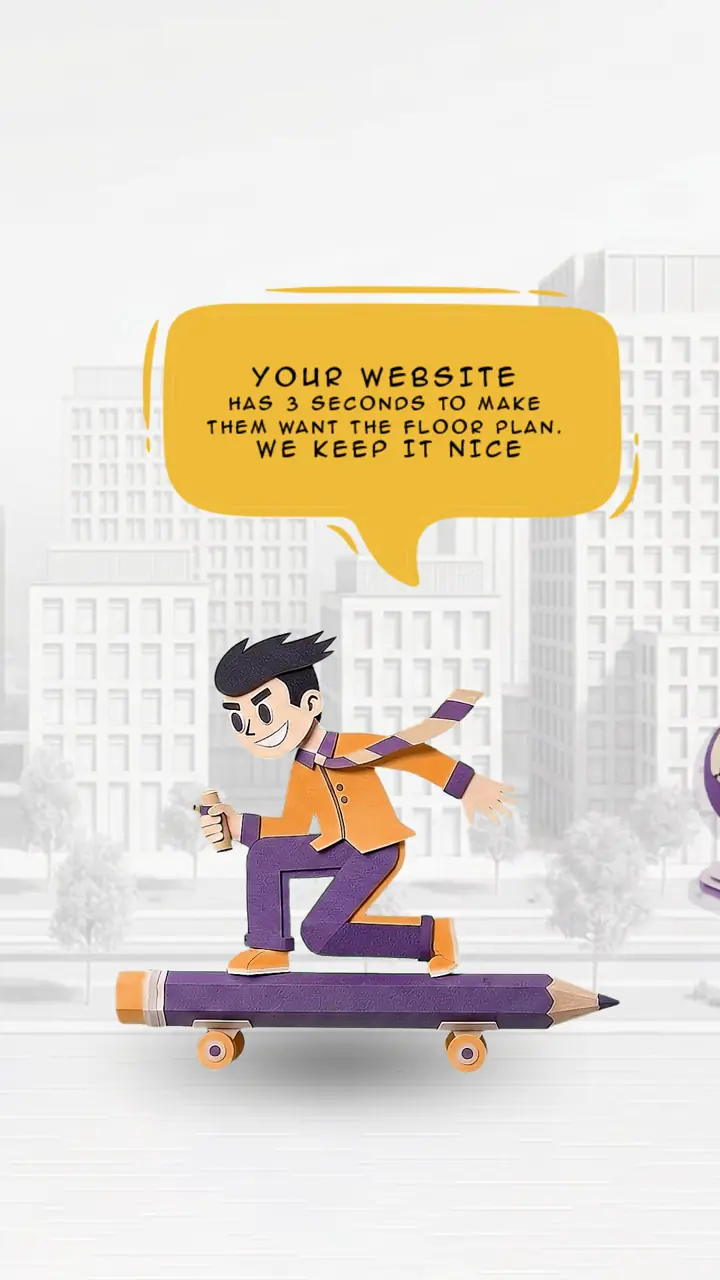 YOUR WEBSITE
HAS 3 SECONDS TO MAKE
THEM WANT THE FLOOR PLAN.
WE KEEP IT NICE